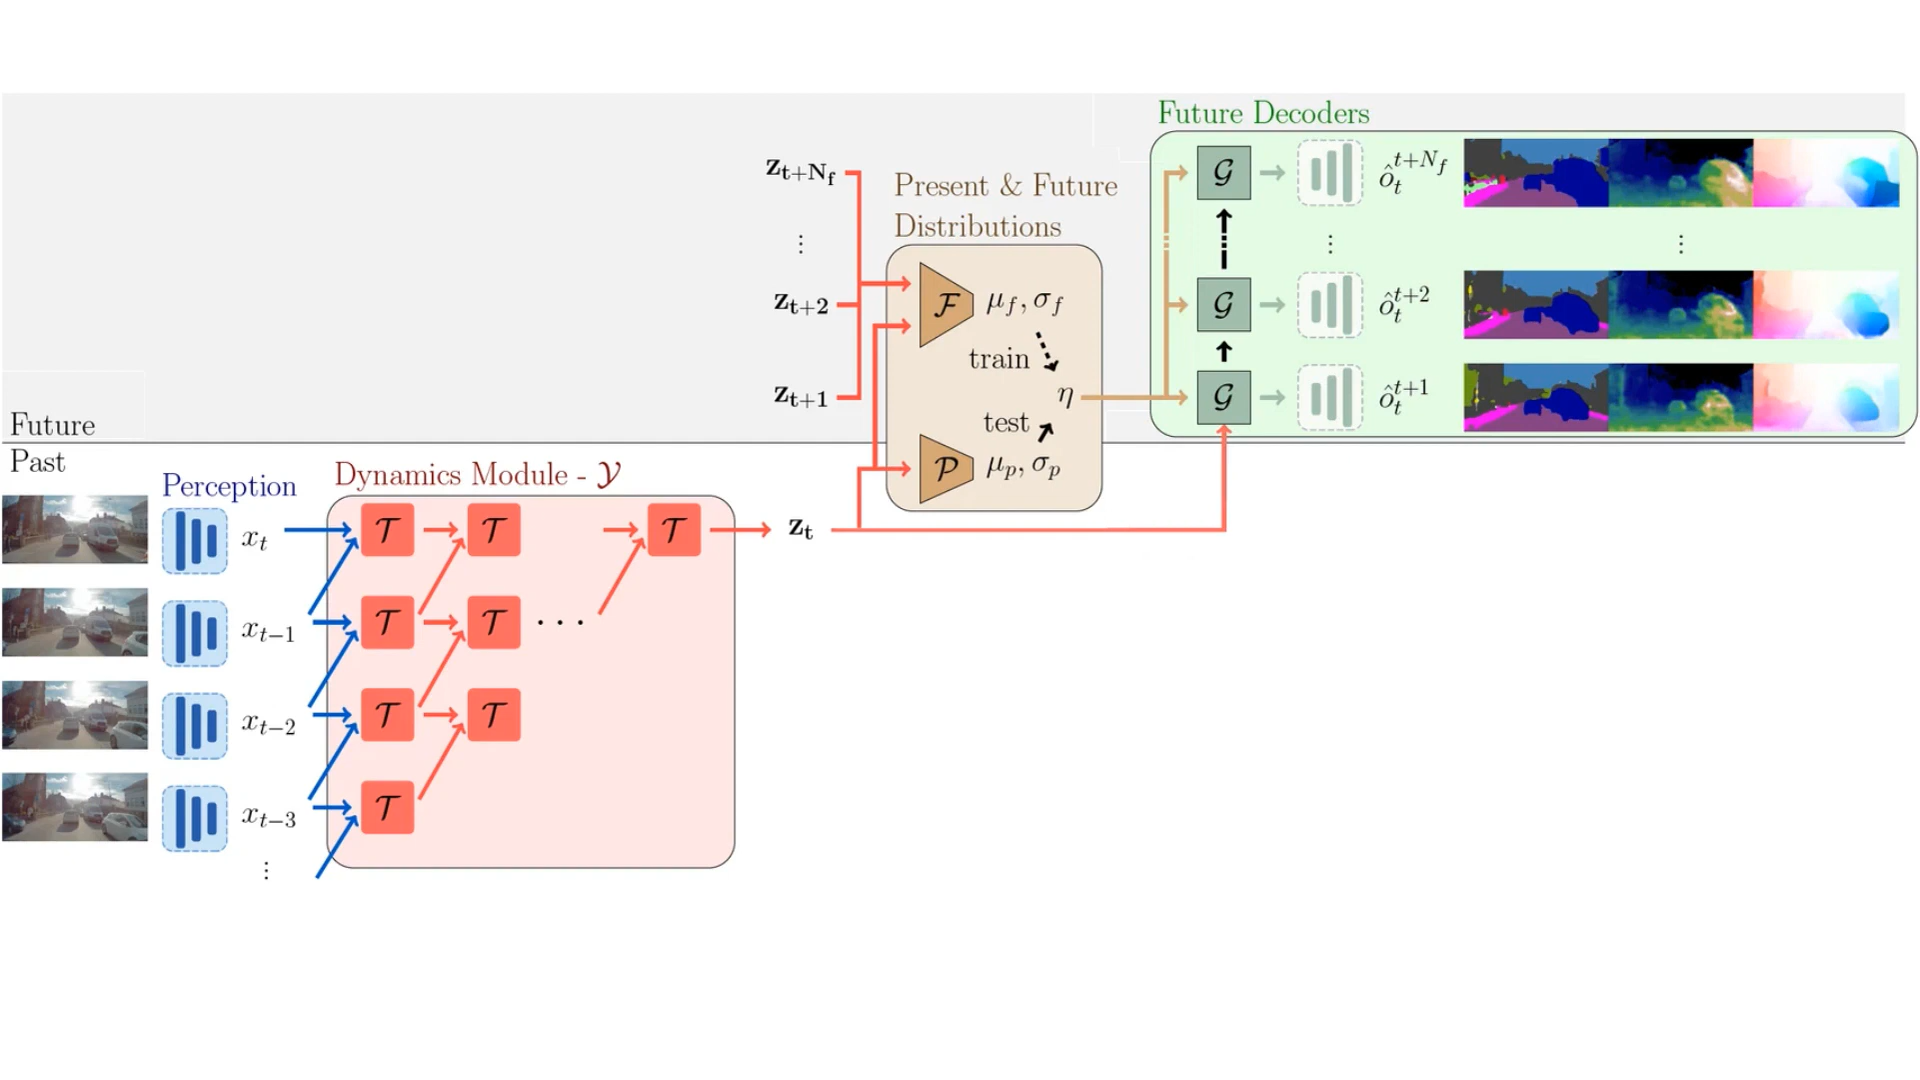 Future Decoders
z_{t+N_f}
Present & Future
Distributions
𝒢
ô_t^{t+N_f}
⋮
⋮
⋮
ℱ
μ_f, σ_f
z_{t+2}
𝒢
ô_t^{t+2}
train
z_{t+1}
η
𝒢
ô_t^{t+1}
test
Future
Past
𝒫
μ_p, σ_p
Perception
Dynamics Module - 𝒴
x_t
𝒯
𝒯
𝒯
z_t
x_{t−1}
𝒯
𝒯
· · ·
x_{t−2}
𝒯
𝒯
x_{t−3}
𝒯
⋮